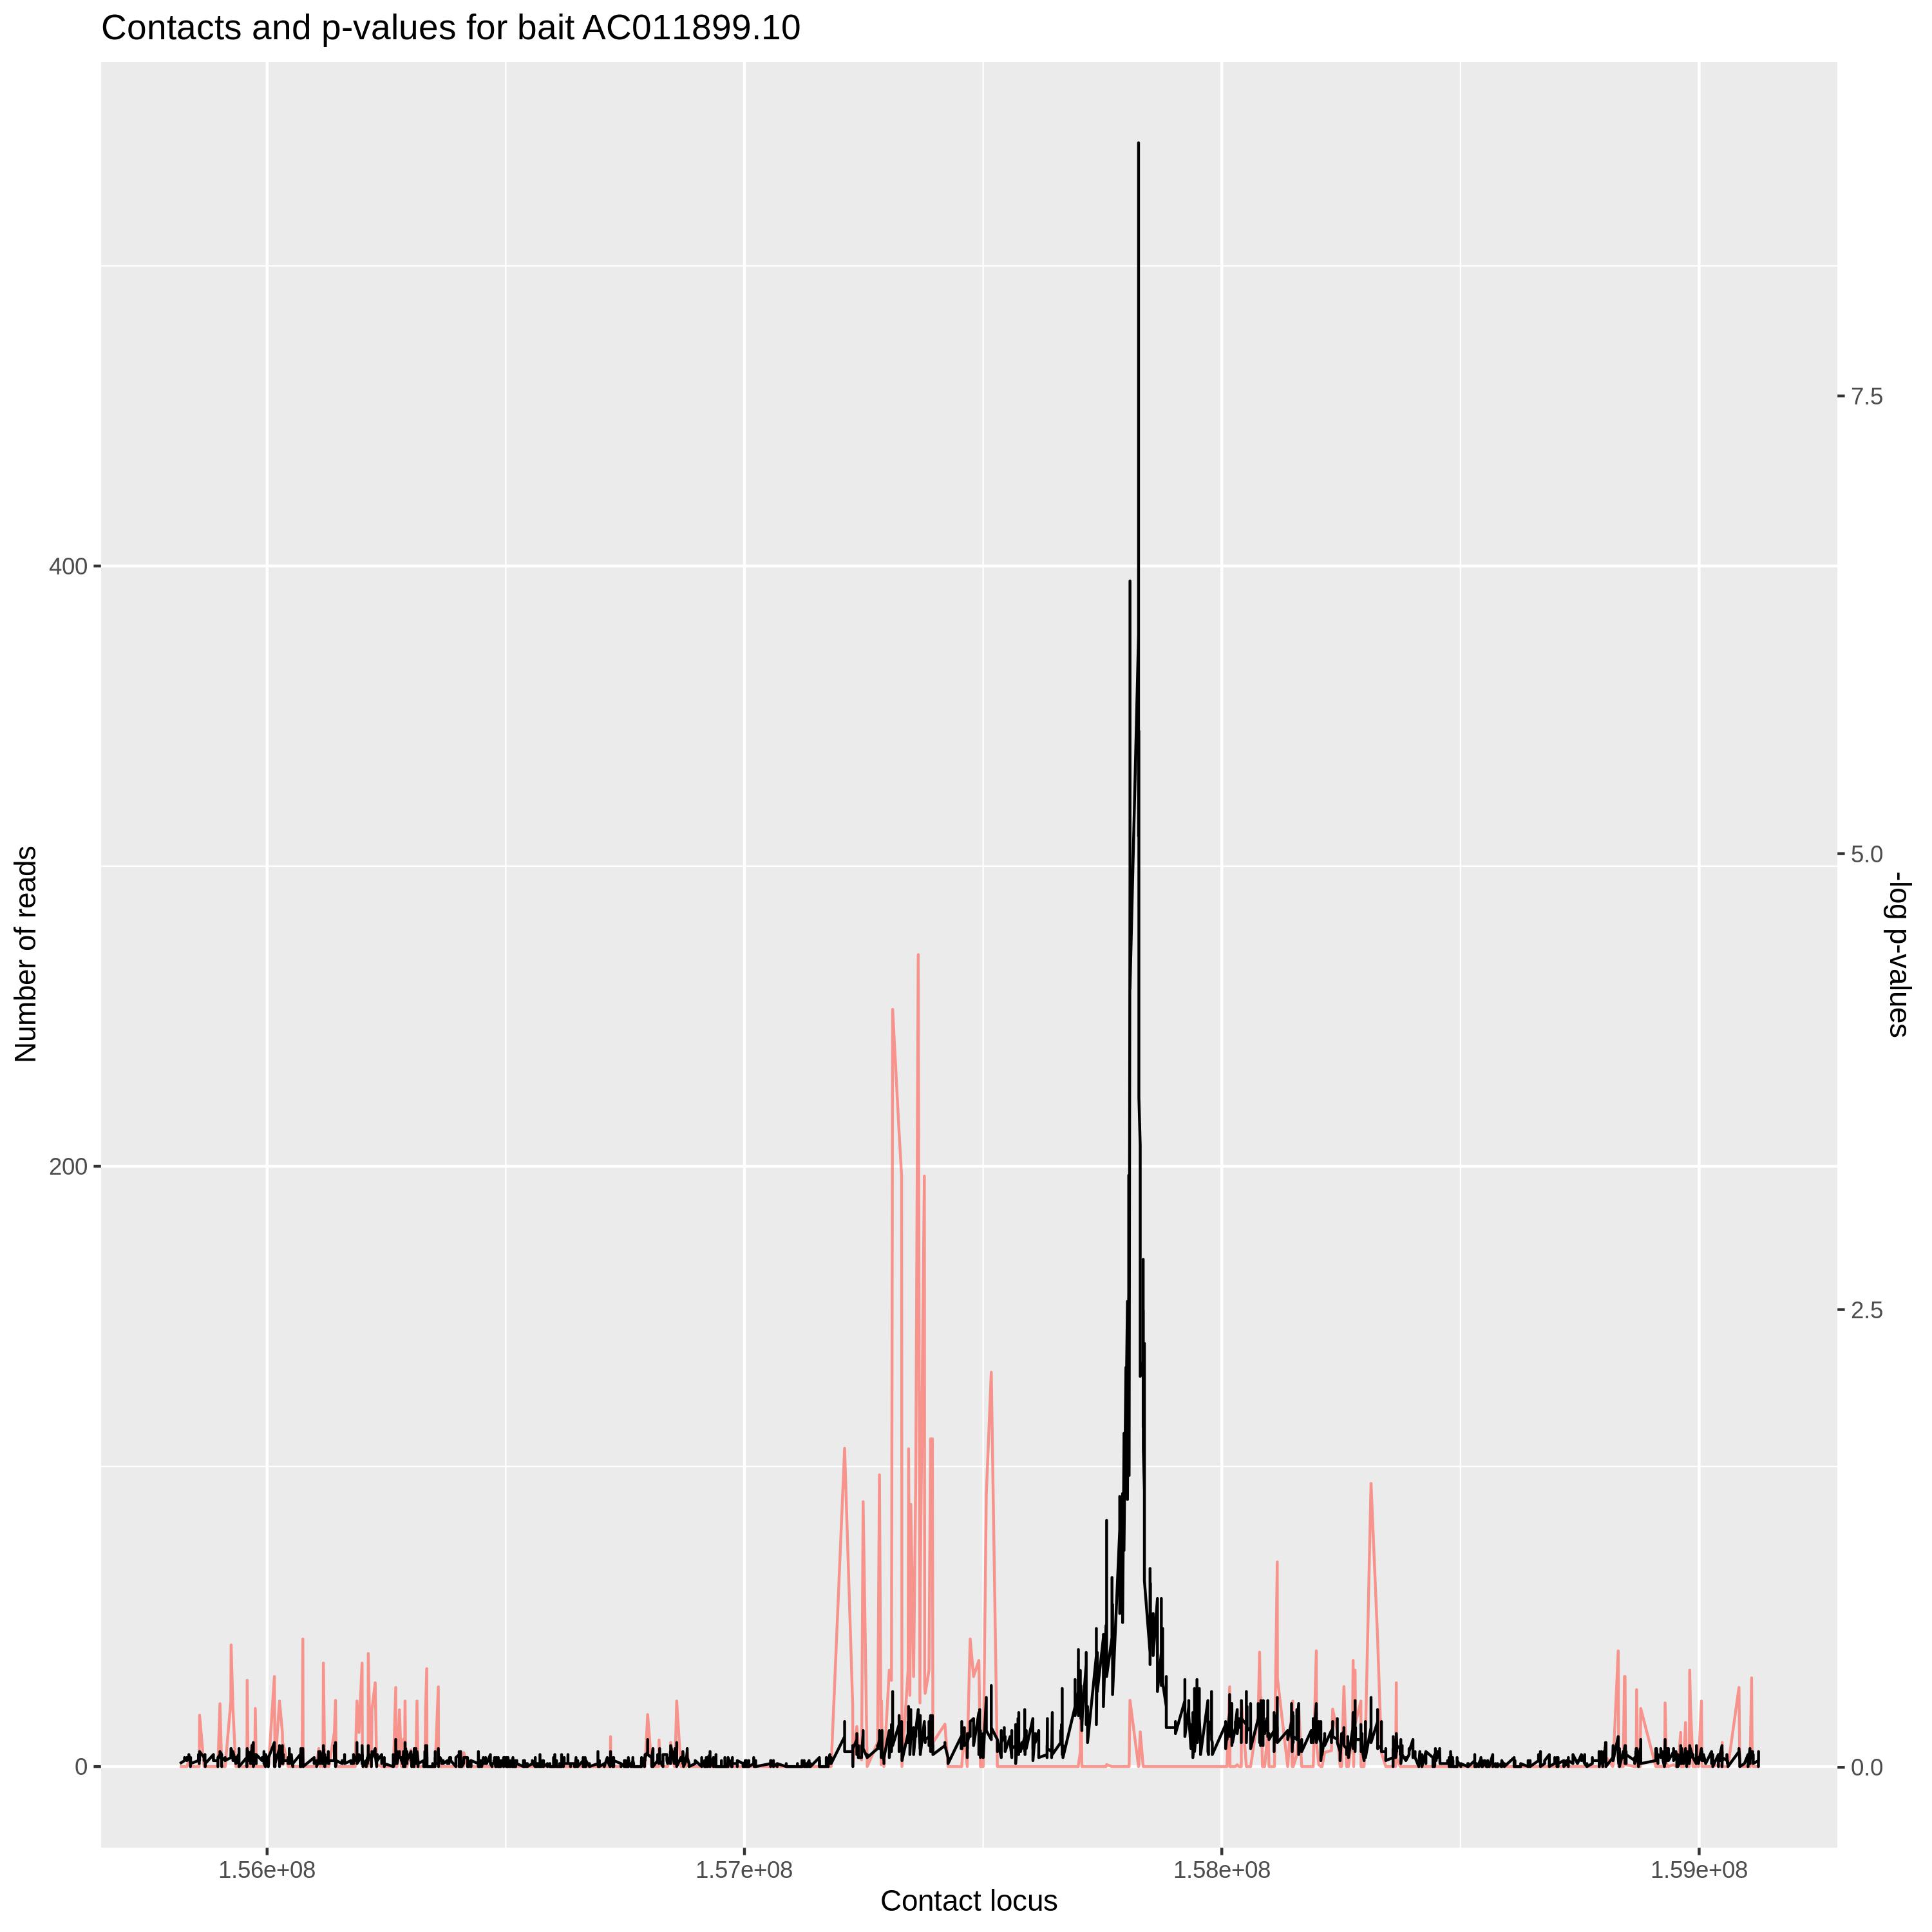 Contacts and p-values for bait AC011899.10
Number of reads
400
200
0
7.5
5.0
2.5
0.0
-log p-values
1.56e+08
1.57e+08
1.58e+08
1.59e+08
Contact locus